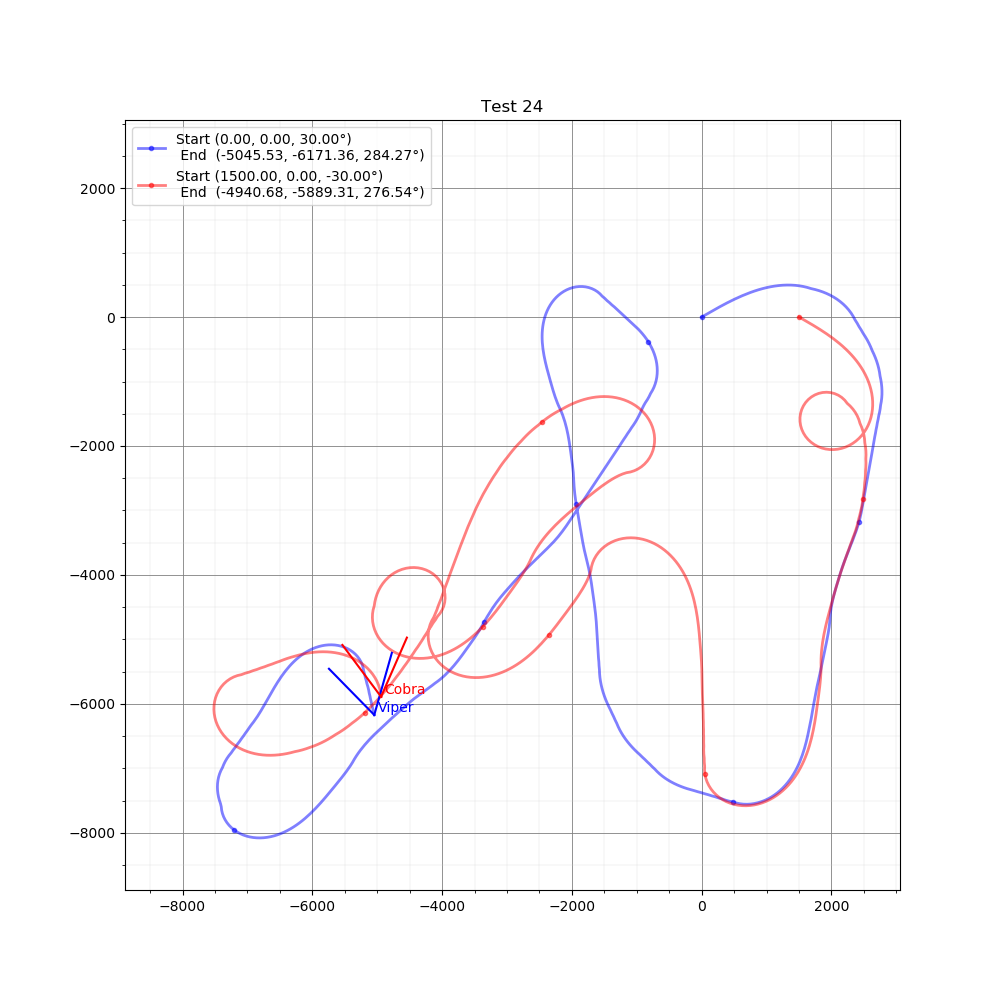 Test 24
Start (0.00, 0.00, 30.00°)
End (-5045.53, -6171.36, 284.27°)
Start (1500.00, 0.00, -30.00°)
End (-4940.68, -5889.31, 276.54°)
2000
0
−2000
−4000
Cobra
−6000
Viper
−8000
−8000 −6000 −4000 −2000 0 2000